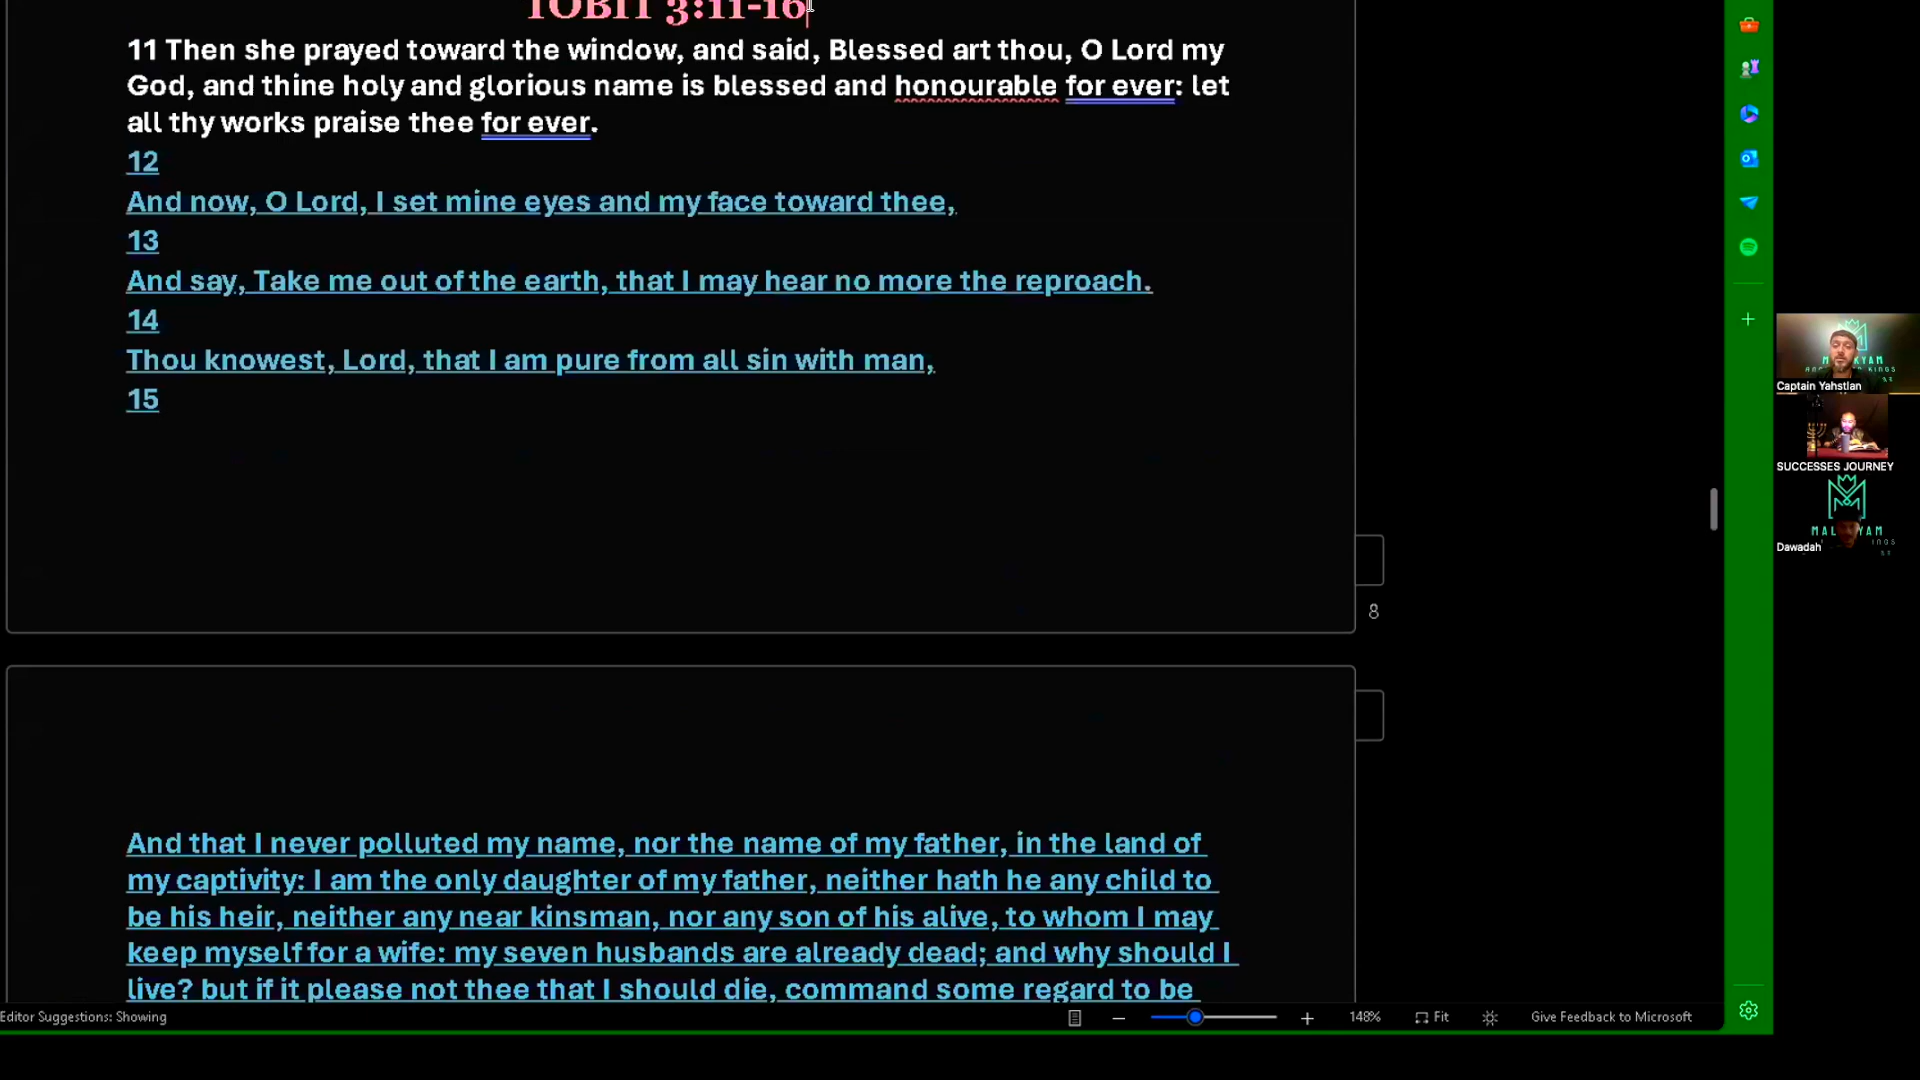 TOBIT 3:11-16
11 Then she prayed toward the window, and said, Blessed art thou, O Lord my
God, and thine holy and glorious name is blessed and honourable for ever: let
all thy works praise thee for ever.
12
And now, O Lord, I set mine eyes and my face toward thee,
13
And say, Take me out of the earth, that I may hear no more the reproach.
14
Thou knowest, Lord, that I am pure from all sin with man,
15
8
And that I never polluted my name, nor the name of my father, in the land of
my captivity: I am the only daughter of my father, neither hath he any child to
be his heir, neither any near kinsman, nor any son of his alive, to whom I may
keep myself for a wife: my seven husbands are already dead; and why should I
live? but if it please not thee that I should die, command some regard to be
Editor Suggestions: Showing
148%
Fit
Give Feedback to Microsoft
Captain Yahstlan
SUCCESSES JOURNEY
Dawadah